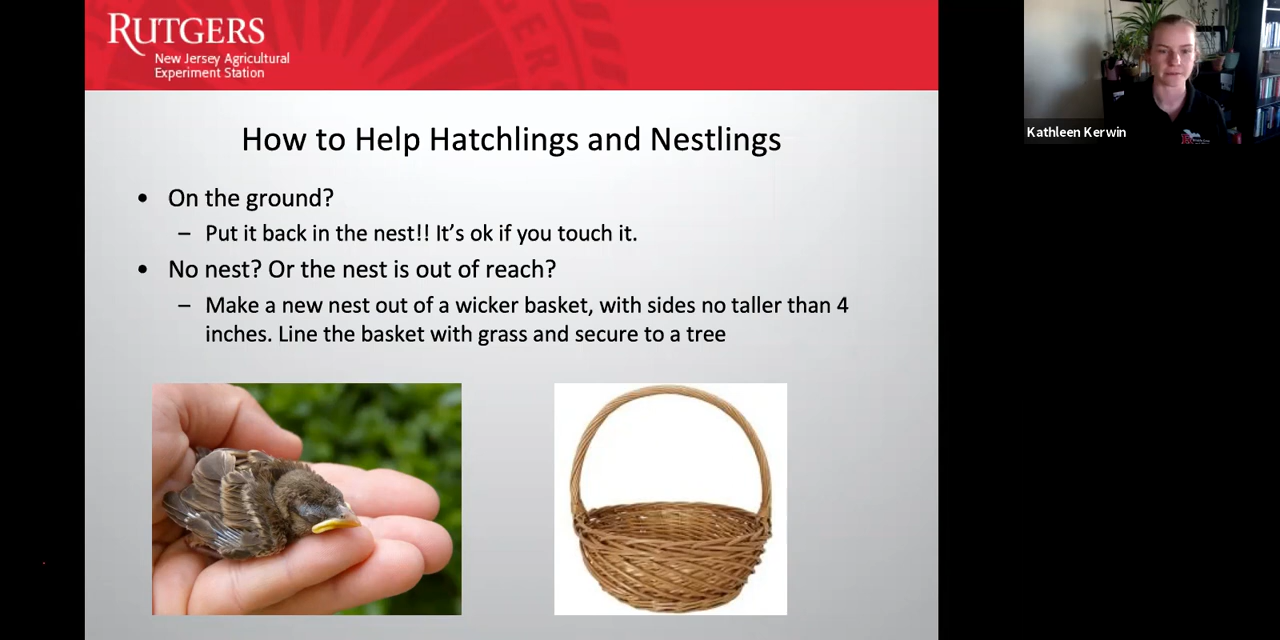 RUTGERS
New Jersey Agricultural
Experiment Station
How to Help Hatchlings and Nestlings
• On the ground?
– Put it back in the nest!! It's ok if you touch it.
• No nest? Or the nest is out of reach?
– Make a new nest out of a wicker basket, with sides no taller than 4
inches. Line the basket with grass and secure to a tree
Kathleen Kerwin